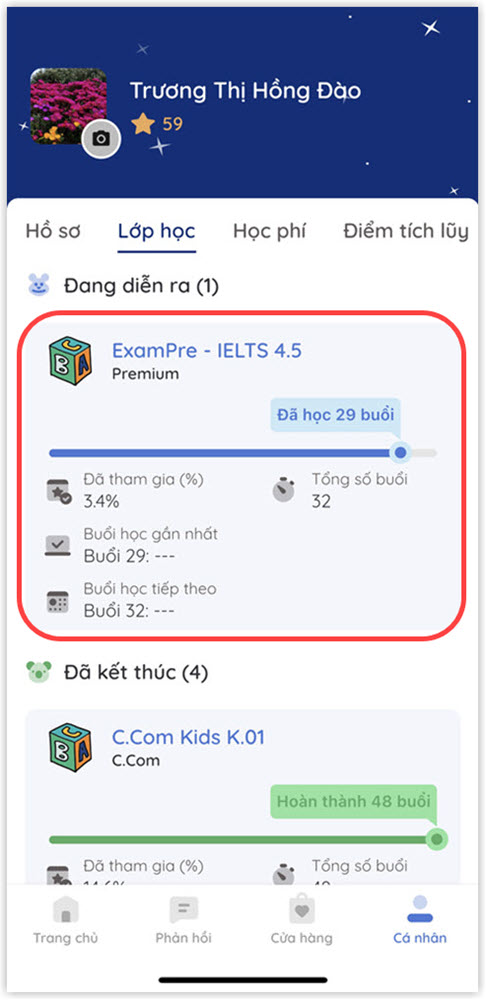 Trương Thị Hồng Đào
59
Hồ sơ Lớp học Học phí Điểm tích lũy
Đang diễn ra (1)
ExamPre - IELTS 4.5
Premium
Đã học 29 buổi
Đã tham gia (%)
3.4%
Tổng số buổi
32
Buổi học gần nhất
Buổi 29: ---
Buổi học tiếp theo
Buổi 32: ---
Đã kết thúc (4)
C.Com Kids K.01
C.Com
Hoàn thành 48 buổi
Đã tham gia (%)
Tổng số buổi
Trang chủ Phản hồi Cửa hàng Cá nhân